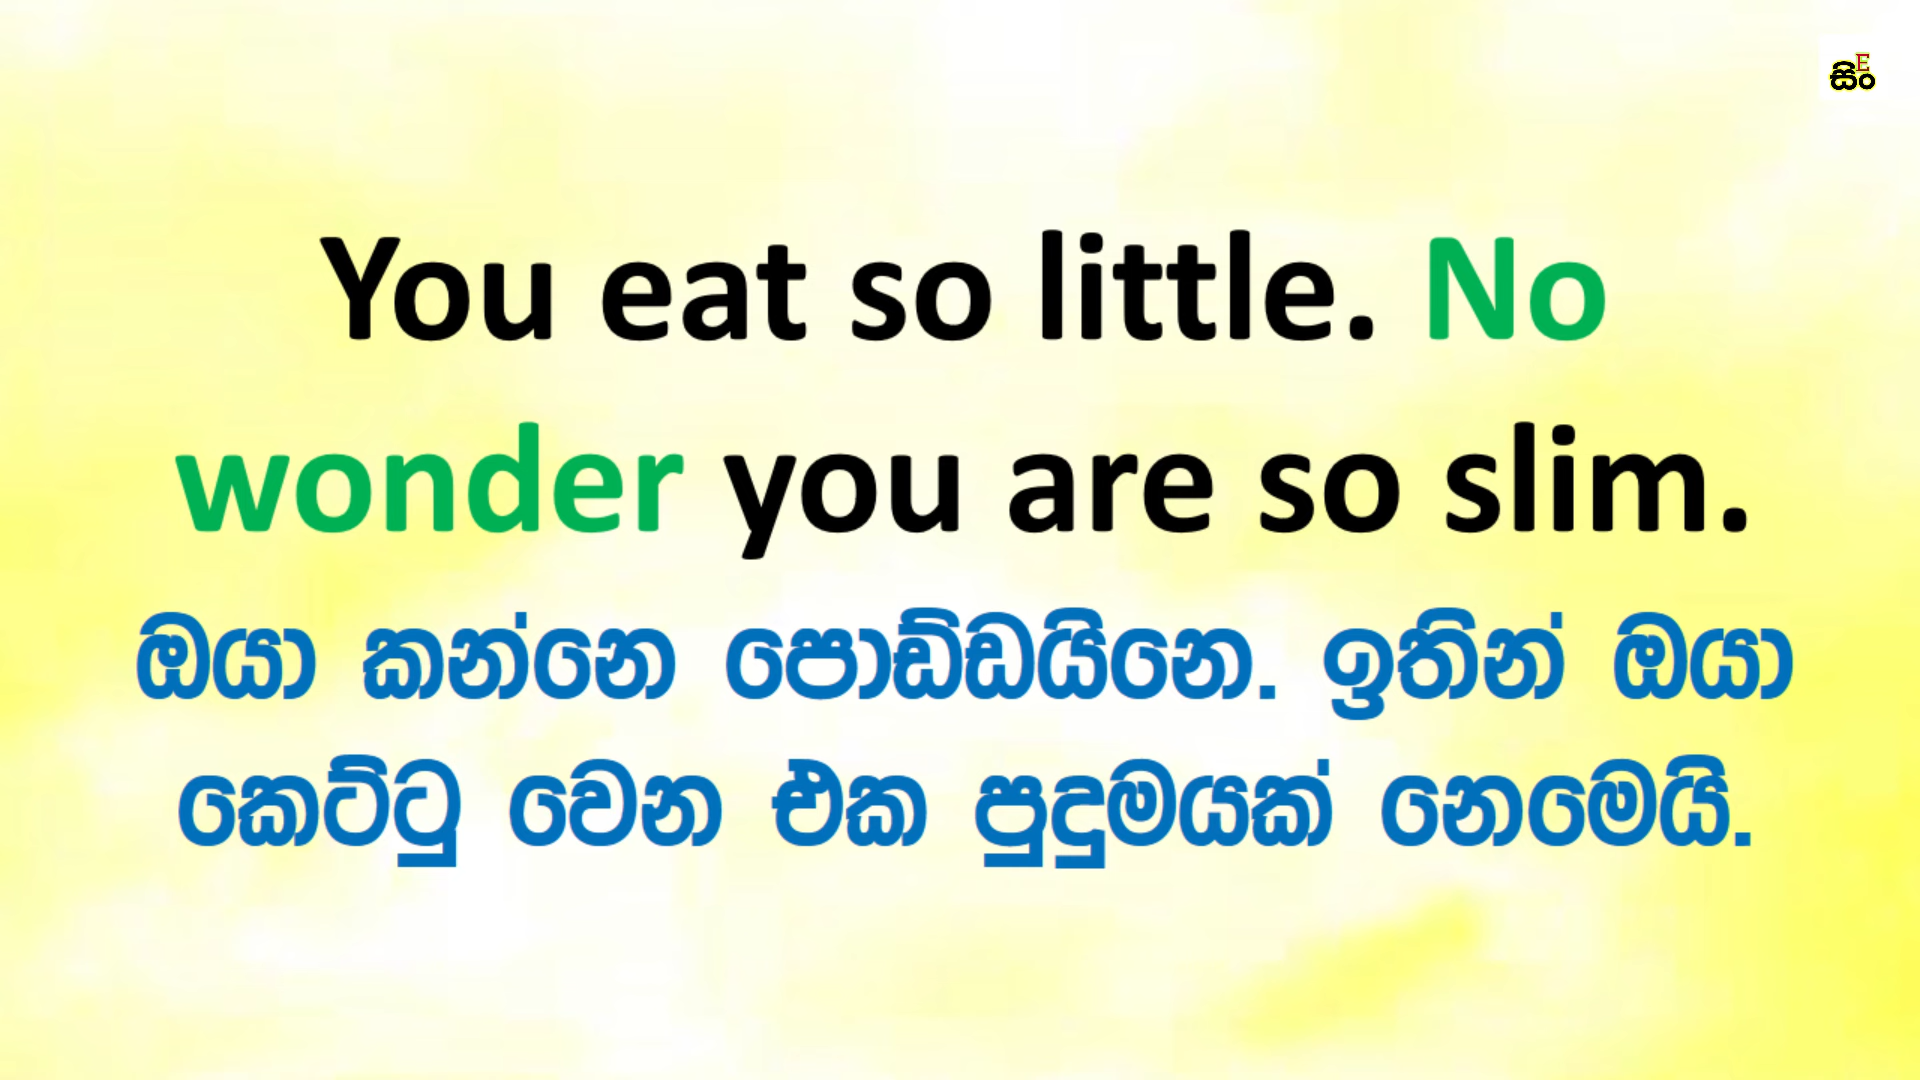 සිංE
You eat so little. No
wonder you are so slim.
ඔයා කන්නෙ පොඩ්ඩයිනෙ. ඉතින් ඔයා
කෙට්ටු වෙන එක පුදුමයක් නෙමෙයි.